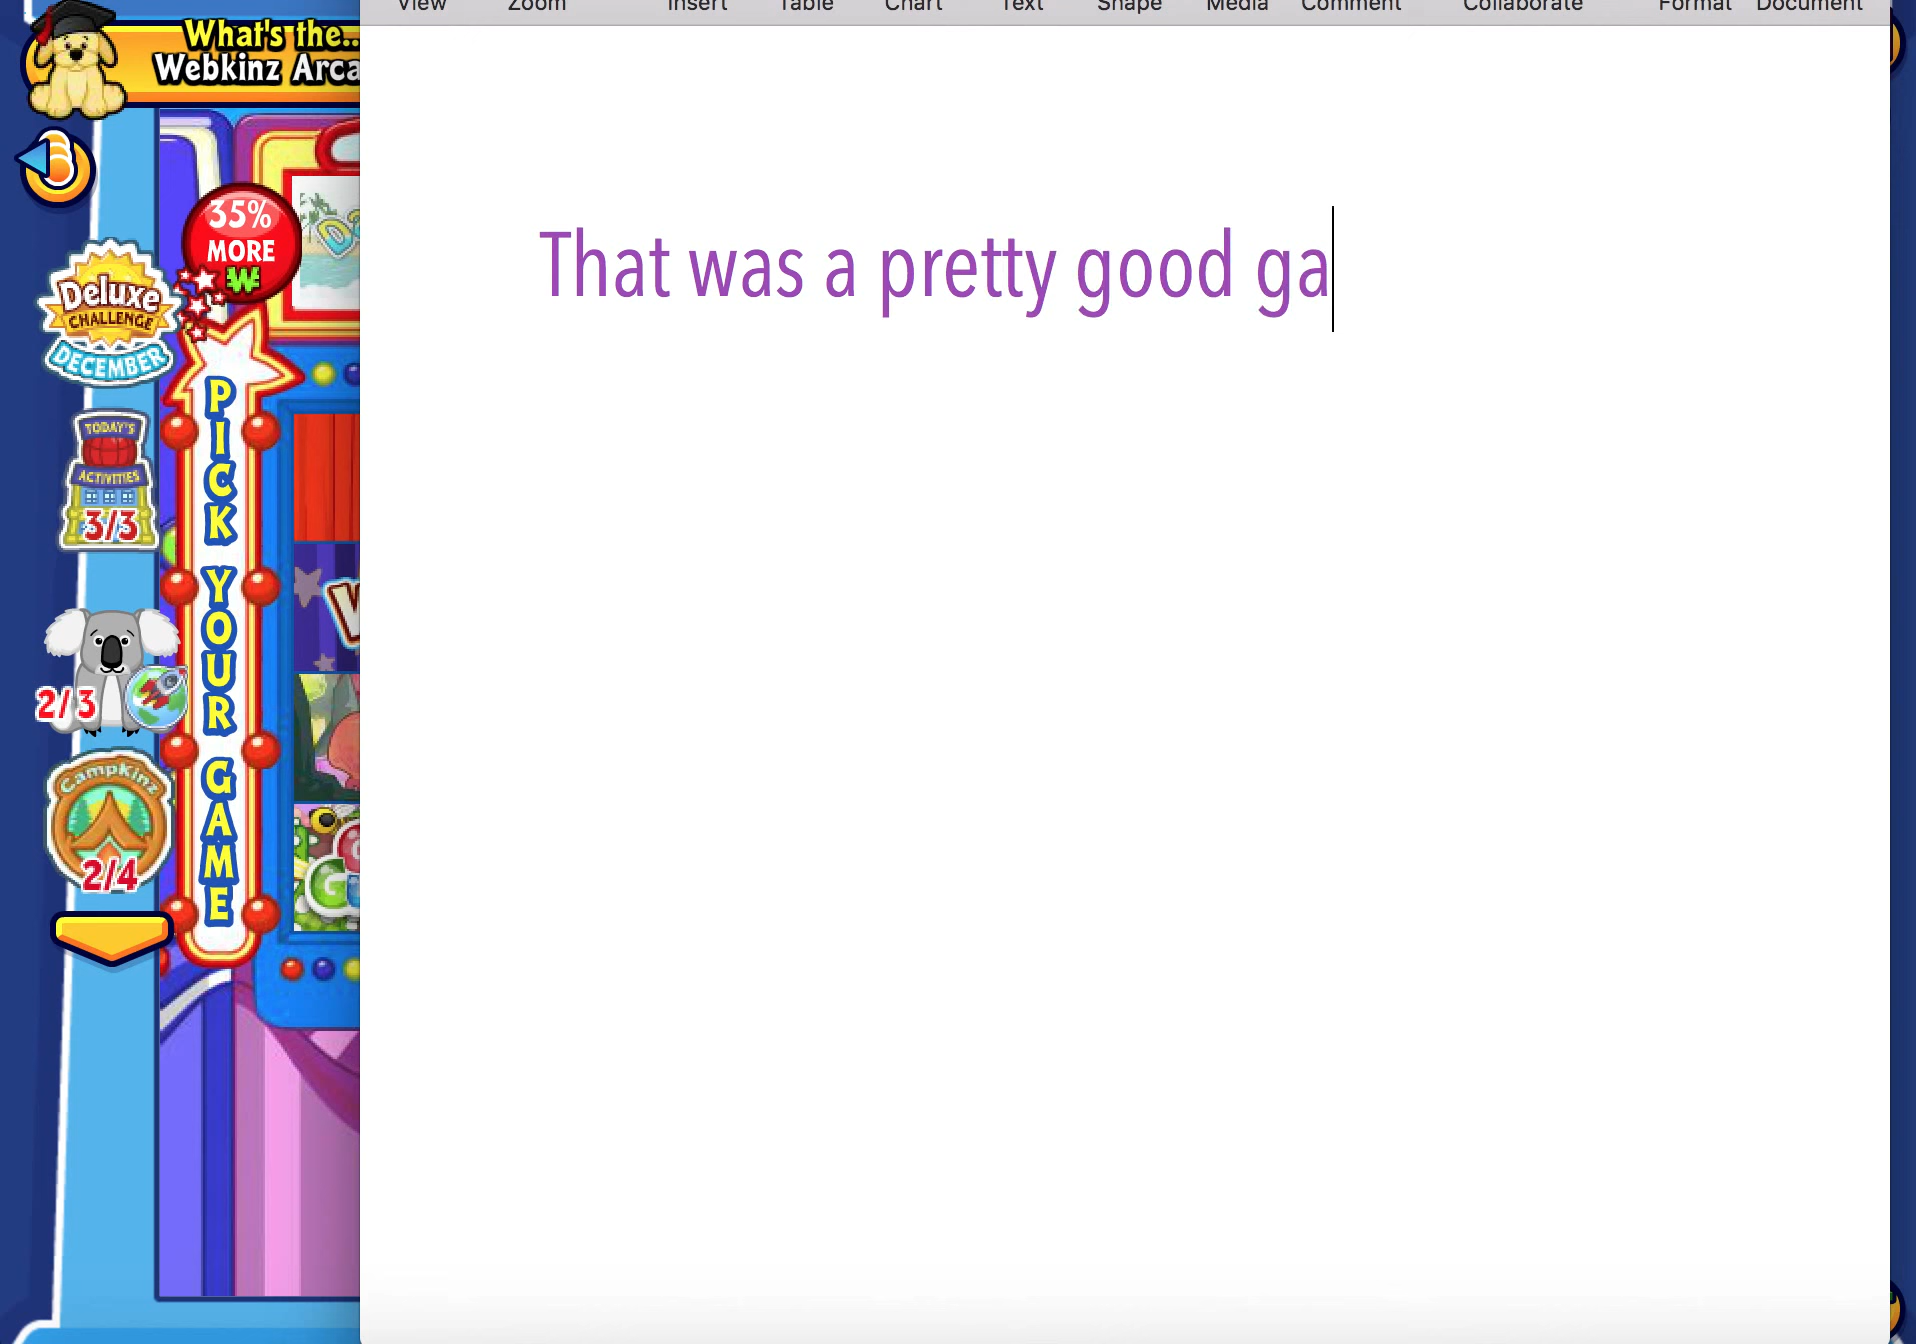 View Zoom Insert Table Chart Text Shape Media Comment Collaborate Format Document
What's the...
Webkinz Arca
35%
MORE
W
Deluxe
CHALLENGE
DECEMBER
TODAY'S
ACTIVITIES
3/3
2/3
CampKinz
2/4
PICK YOUR GAME
That was a pretty good ga